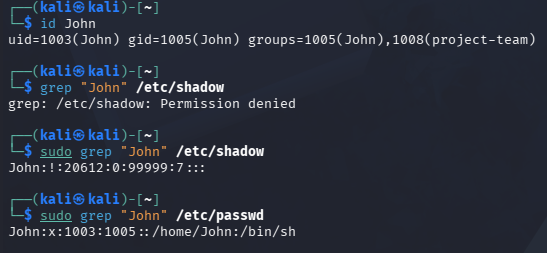 ┌──(kali㉿kali)-[~]
└─$ id John
uid=1003(John) gid=1005(John) groups=1005(John),1008(project-team)
┌──(kali㉿kali)-[~]
└─$ grep "John" /etc/shadow
grep: /etc/shadow: Permission denied
┌──(kali㉿kali)-[~]
└─$ sudo grep "John" /etc/shadow
John:!:20612:0:99999:7:::
┌──(kali㉿kali)-[~]
└─$ sudo grep "John" /etc/passwd
John:x:1003:1005::/home/John:/bin/sh